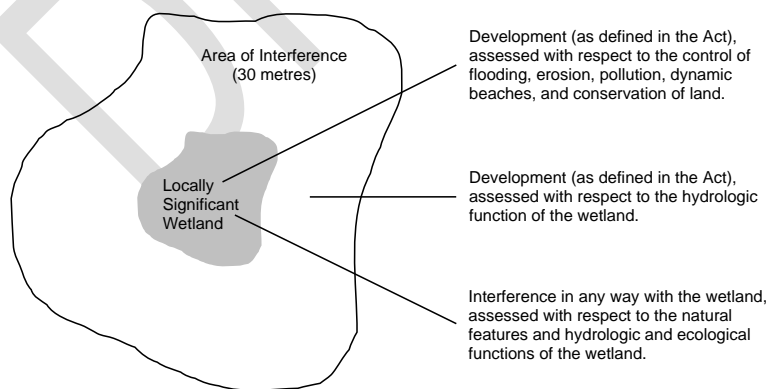 Area of Interference
(30 metres)
Locally
Significant
Wetland
Development (as defined in the Act),
assessed with respect to the control of
flooding, erosion, pollution, dynamic
beaches, and conservation of land.
Development (as defined in the Act),
assessed with respect to the hydrologic
function of the wetland.
Interference in any way with the wetland,
assessed with respect to the natural
features and hydrologic and ecological
functions of the wetland.